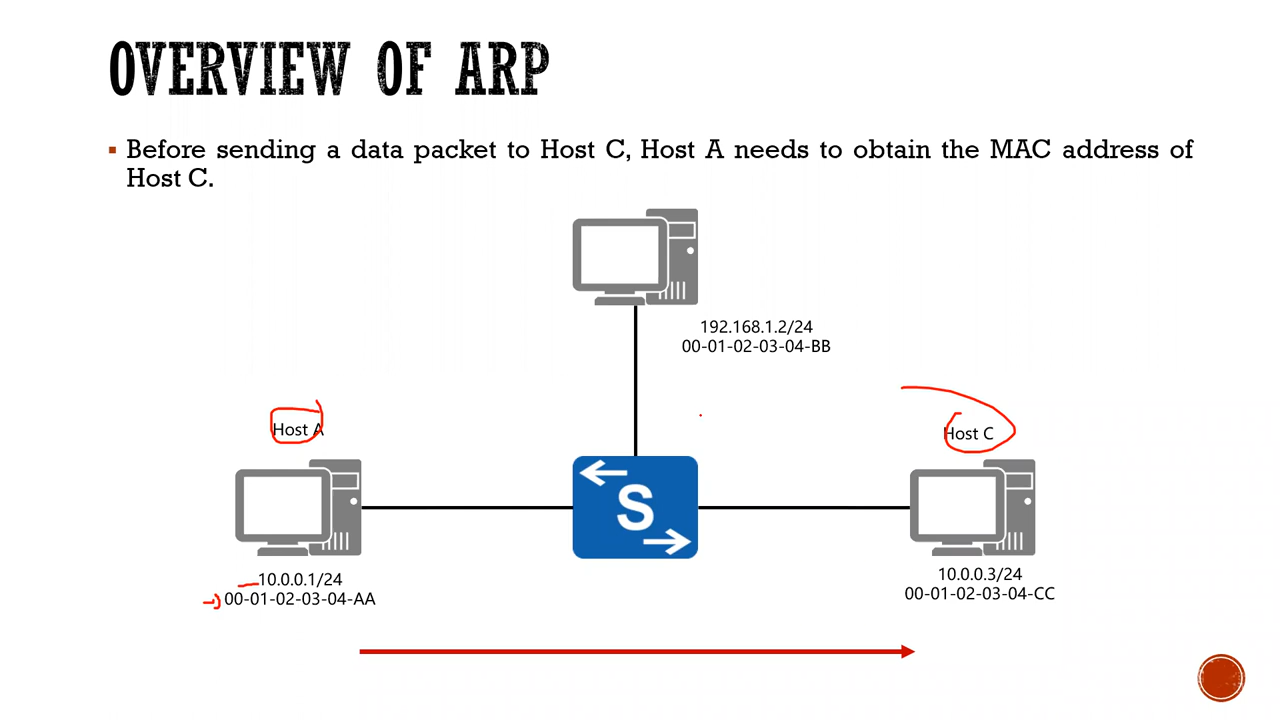 OVERVIEW OF ARP
Before sending a data packet to Host C, Host A needs to obtain the MAC address of
Host C.
192.168.1.2/24
00-01-02-03-04-BB
Host A
Host C
S
10.0.0.1/24
00-01-02-03-04-AA
10.0.0.3/24
00-01-02-03-04-CC